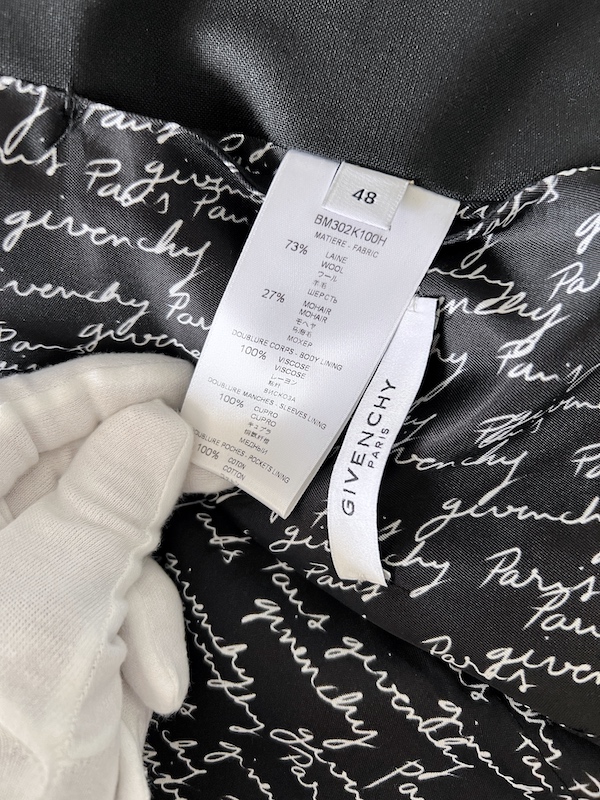 48
BM302K100H
MATIERE - FABRIC
73% LAINE
WOOL
ウール
羊毛
ШЕРСТЬ
27% MOHAIR
MOHAIR
モヘヤ
马海毛
МОХЕР
DOUBLURE CORPS - BODY LINING
100% VISCOSE
VISCOSE
レーヨン
粘纤
ВИСКОЗА
DOUBLURE MANCHES - SLEEVES LINING
100% CUPRO
CUPRO
キュプラ
铜氨纤维
DOUBLURE POCHES - POCKETS LINING
100% COTON
COTTON
GIVENCHY
PARIS
givenchy Paris